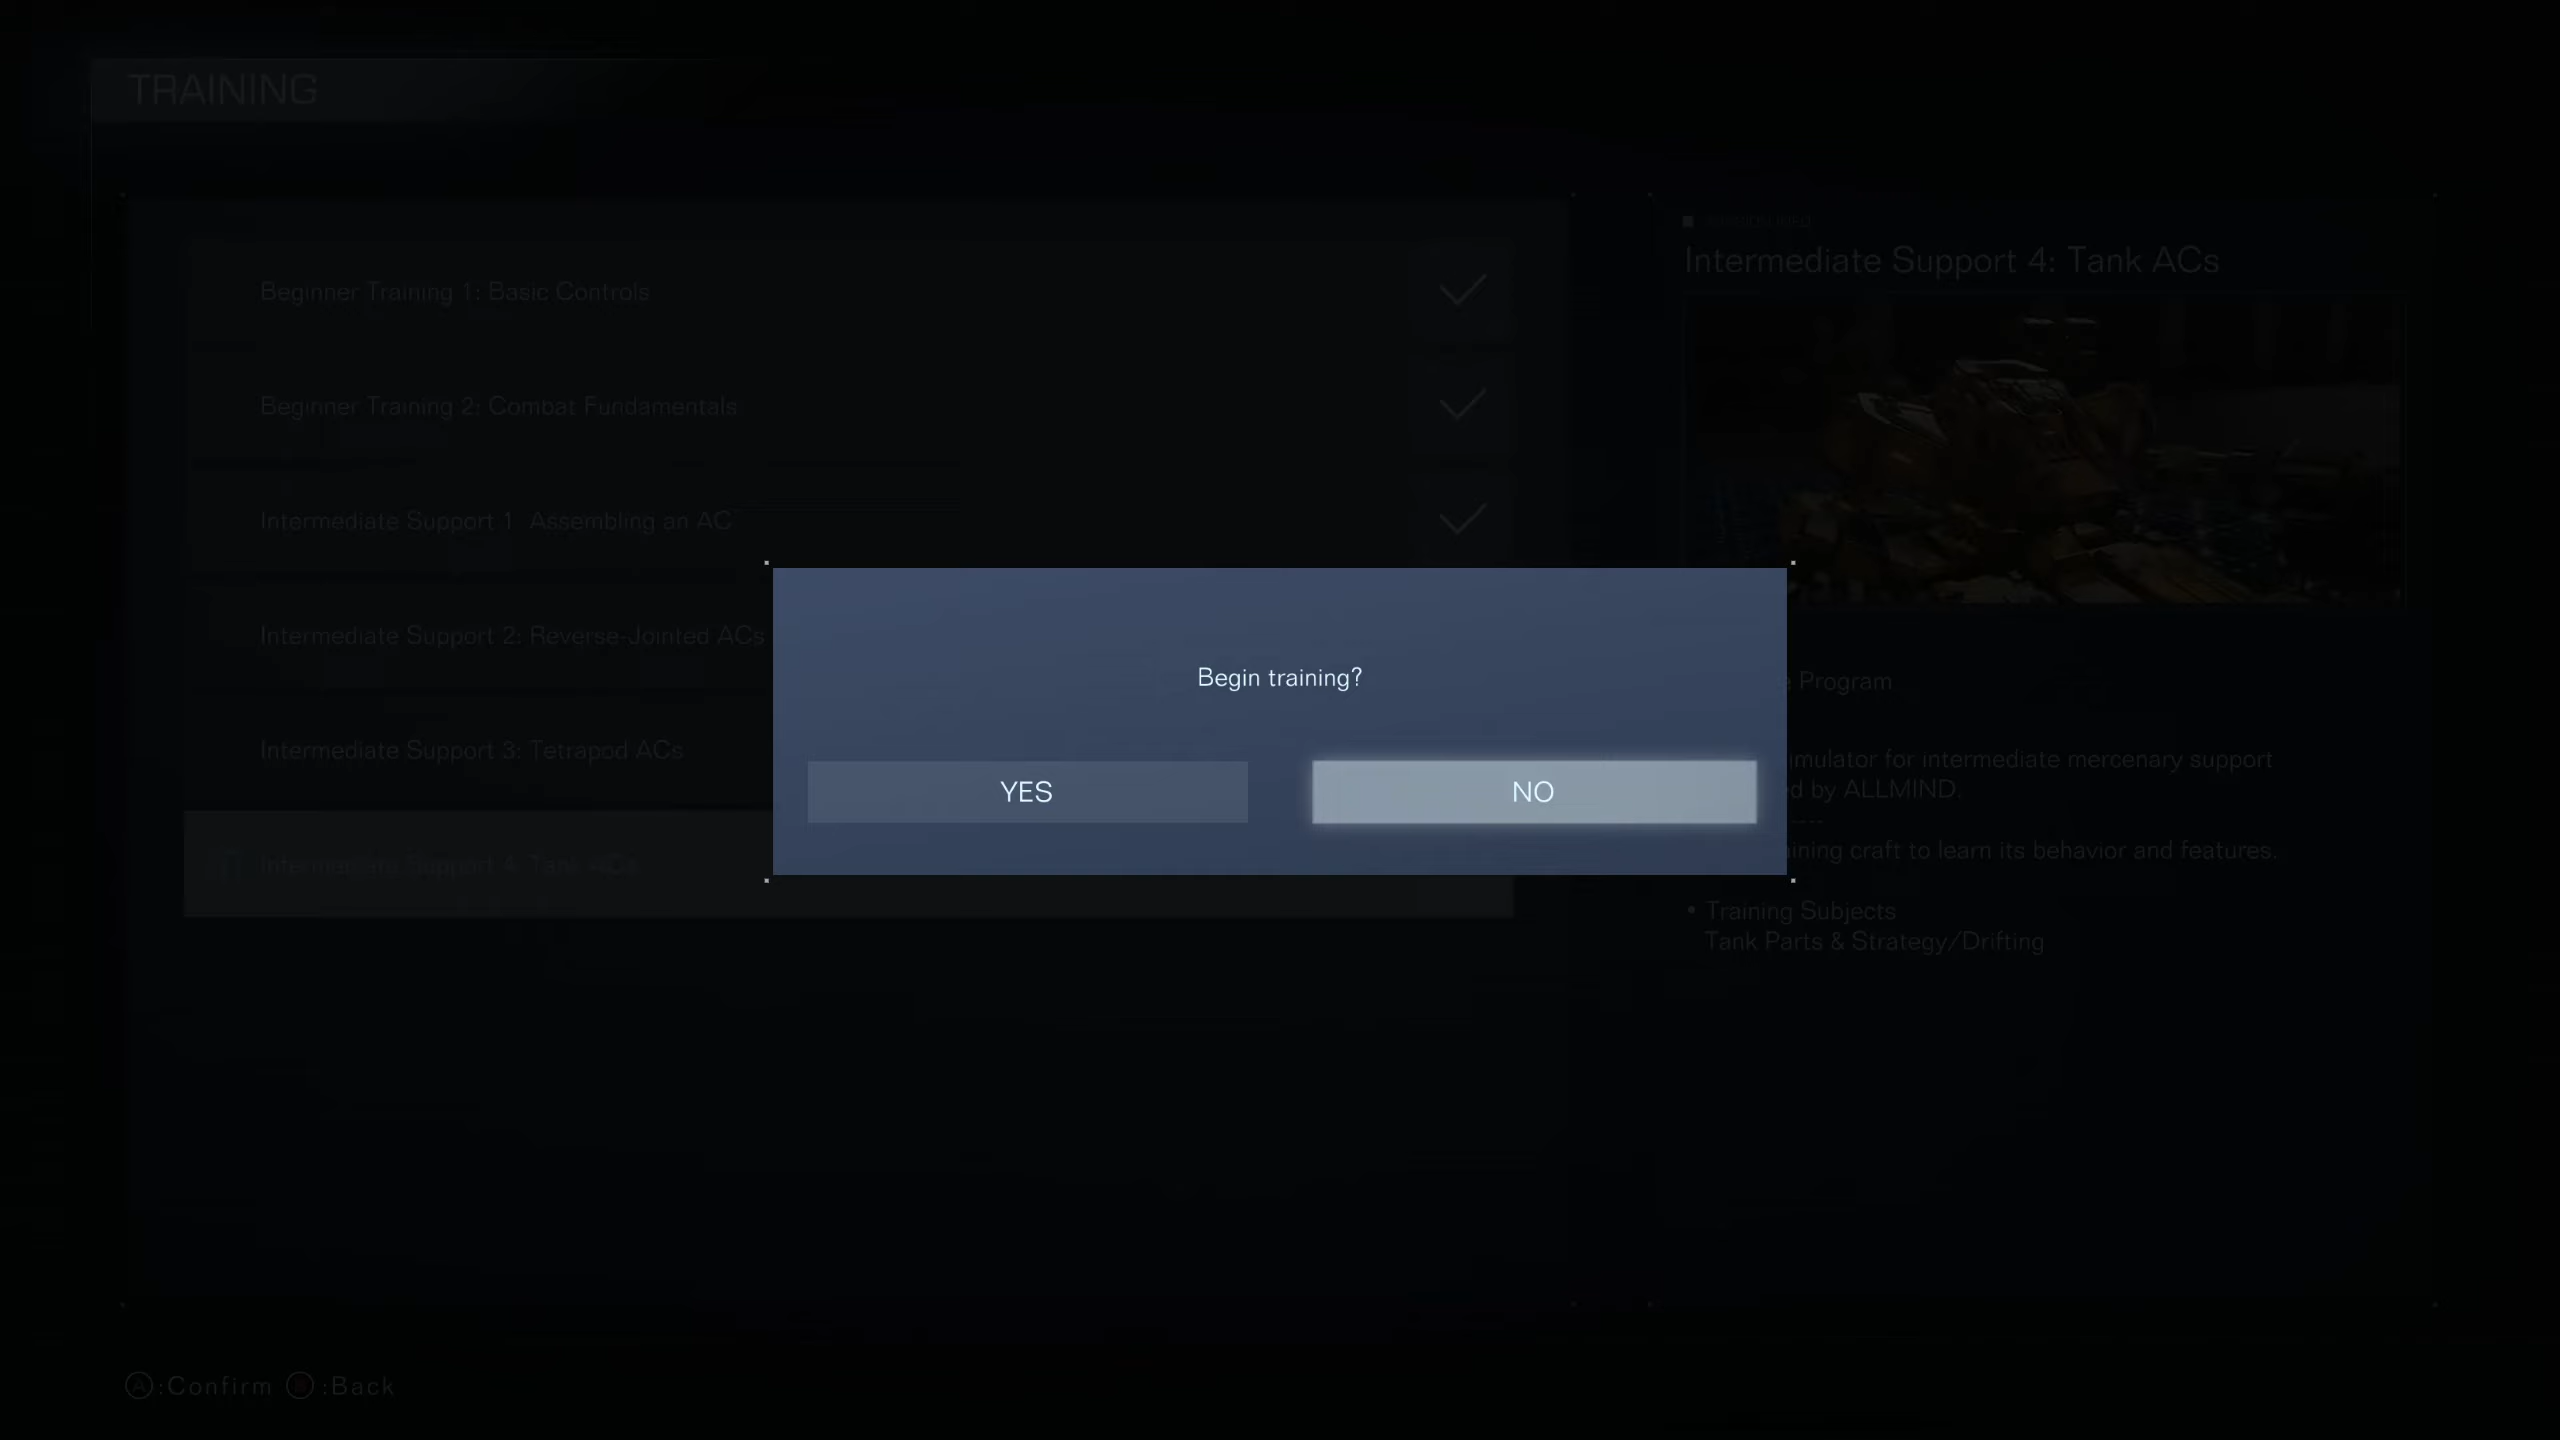 TRAINING
Beginner Training 1: Basic Controls
Beginner Training 2: Combat Fundamentals
Intermediate Support 1 Assembling an AC
Intermediate Support 2: Reverse-Jointed ACs
Intermediate Support 3: Tetrapod ACs
Intermediate Support 4: Tank ACs
Begin training?
YES
NO
Intermediate Support 4: Tank ACs
Program
for intermediate mercenary support
by ALLMIND.
----
craft to learn its behavior and features.
• Training Subjects
Tank Parts & Strategy/Drifting
A:Confirm :Back